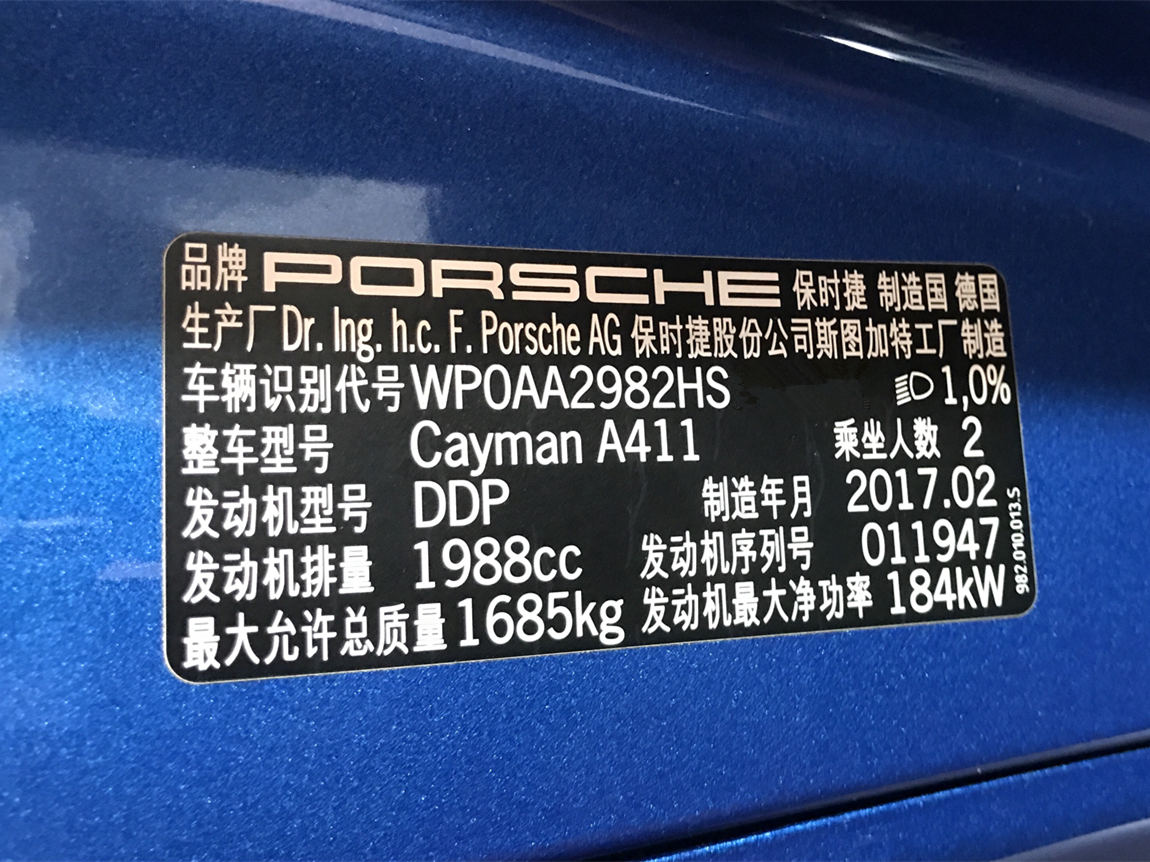 品牌 PORSCHE 保时捷 制造国 德国
生产厂 Dr. Ing. h.c. F. Porsche AG 保时捷股份公司斯图加特工厂制造
车辆识别代号 WP0AA2982HS 1,0%
整车型号 Cayman A411 乘坐人数 2
发动机型号 DDP 制造年月 2017.02
发动机排量 1988cc 发动机序列号 011947
最大允许总质量 1685kg 发动机最大净功率 184kW
982.010.013.S